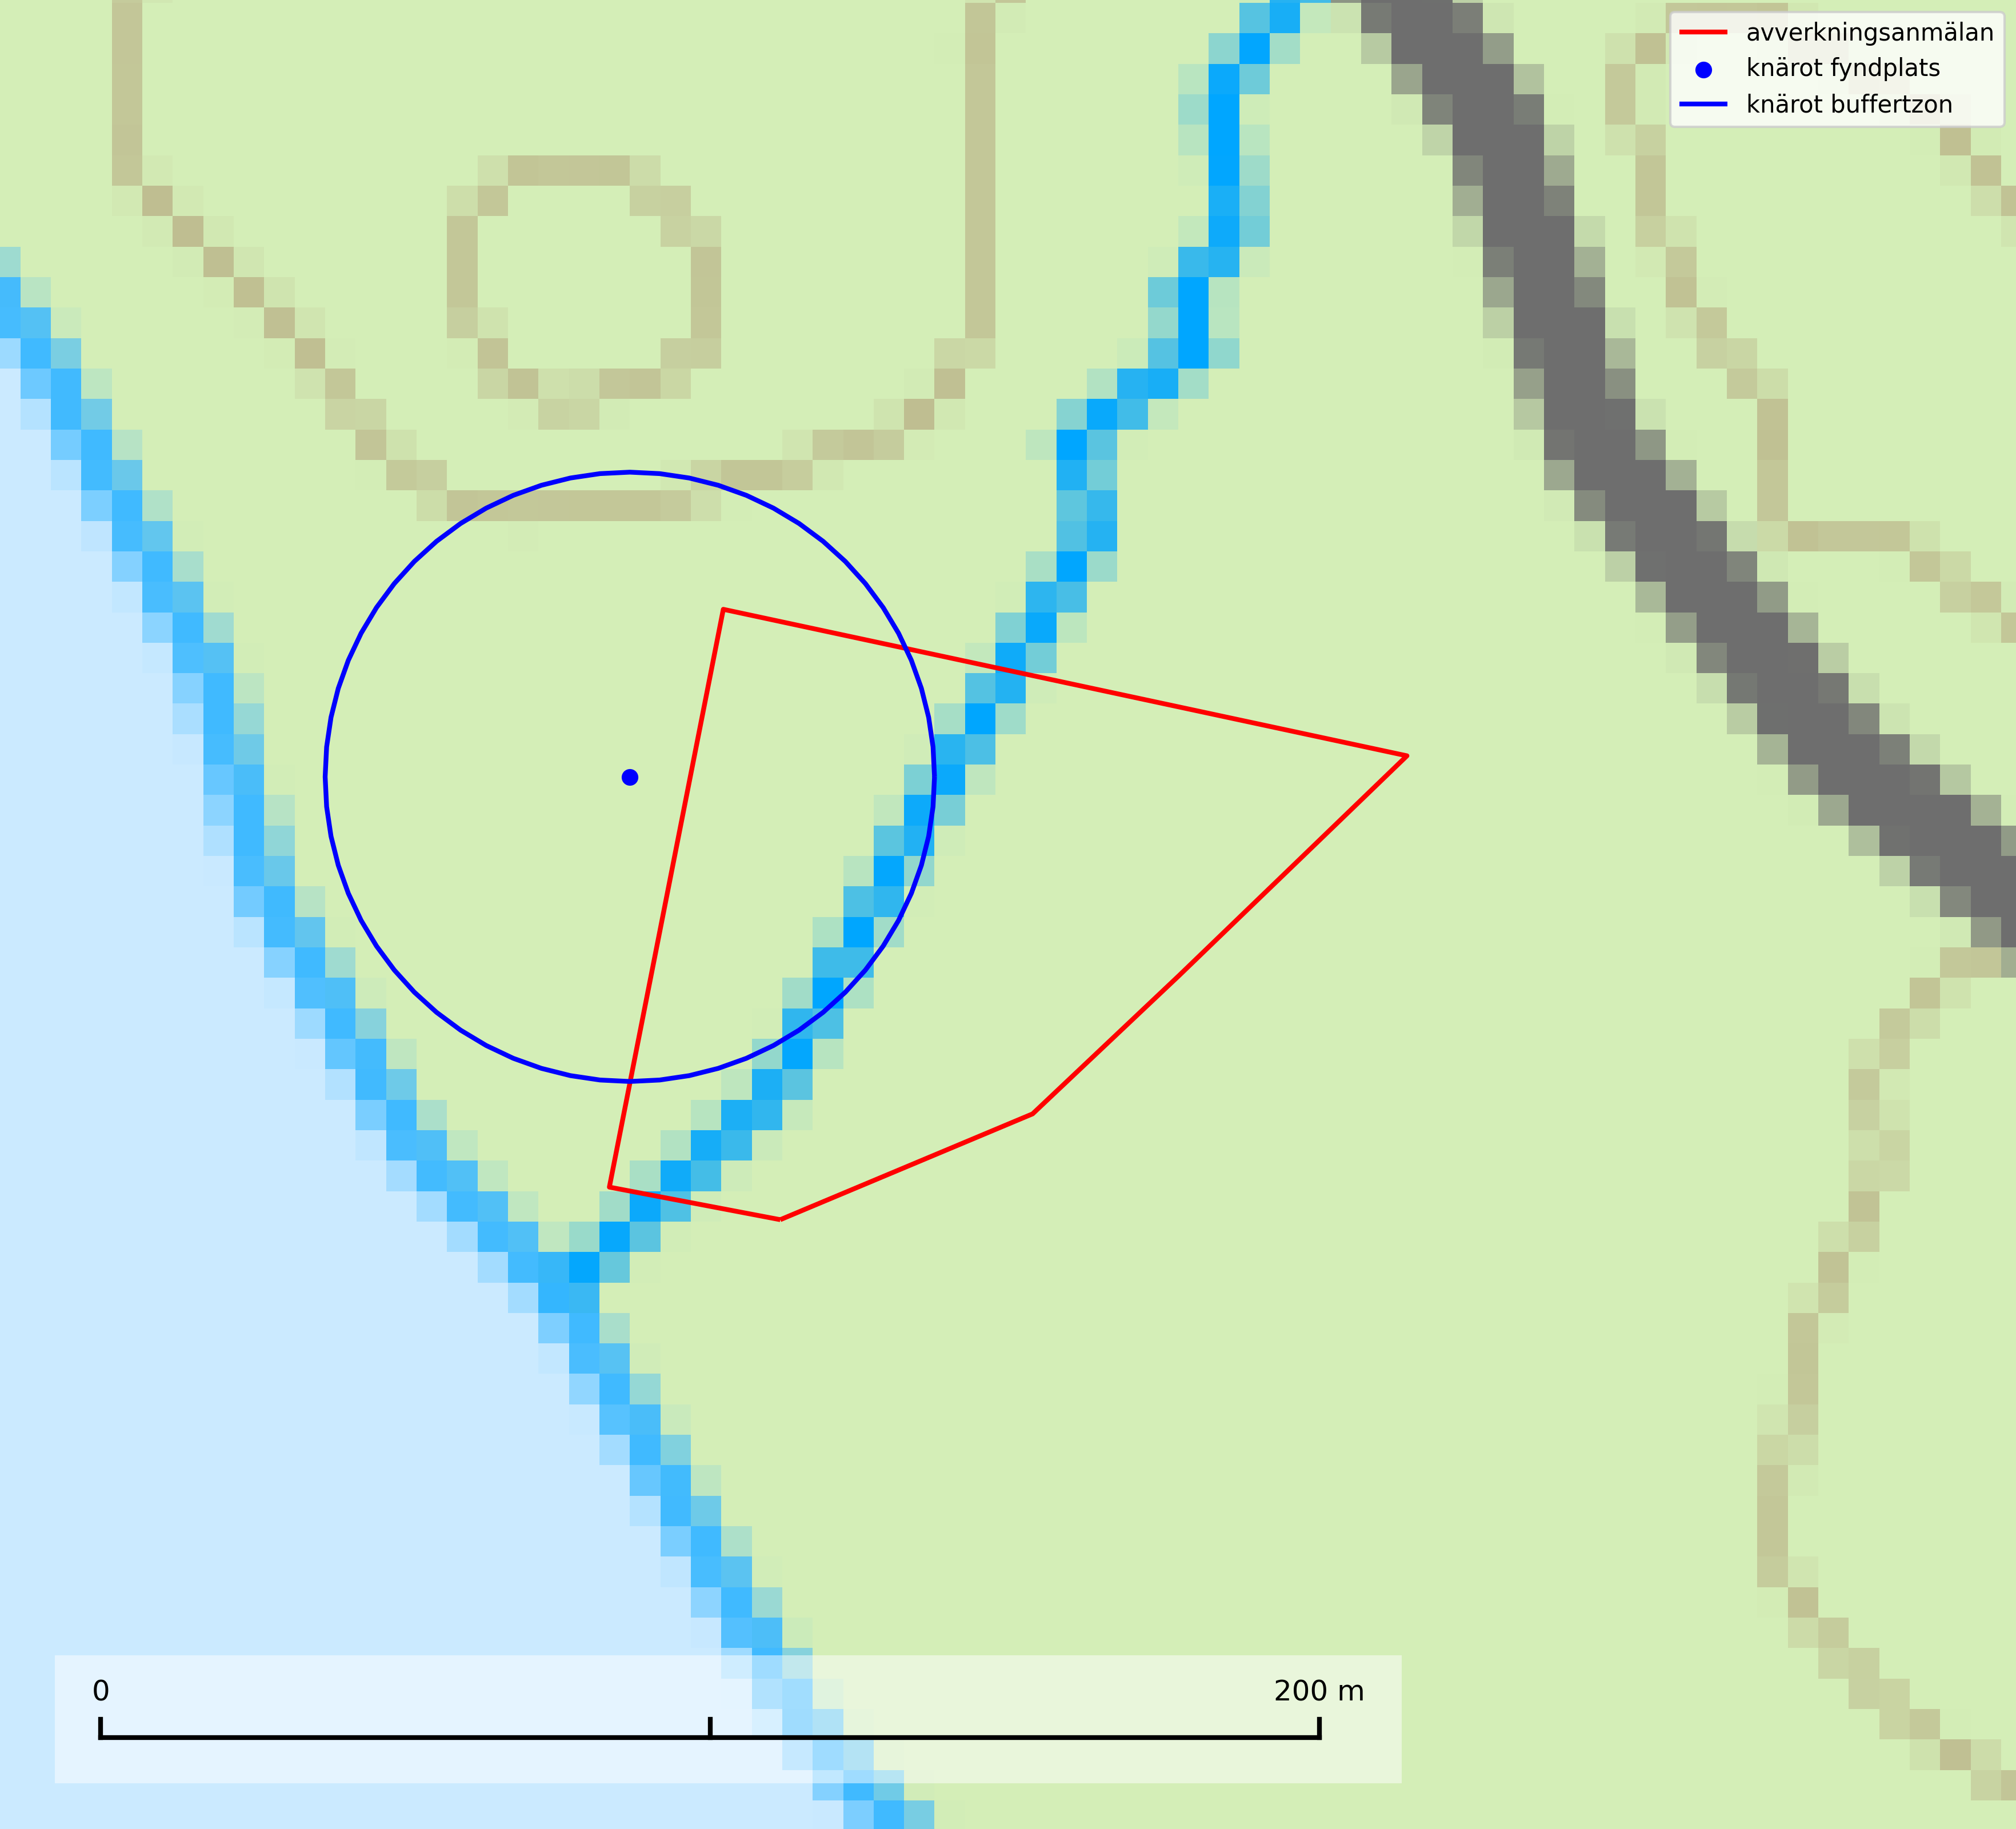 avverkningsanmälan
knärot fyndplats
knärot buffertzon
0
200 m